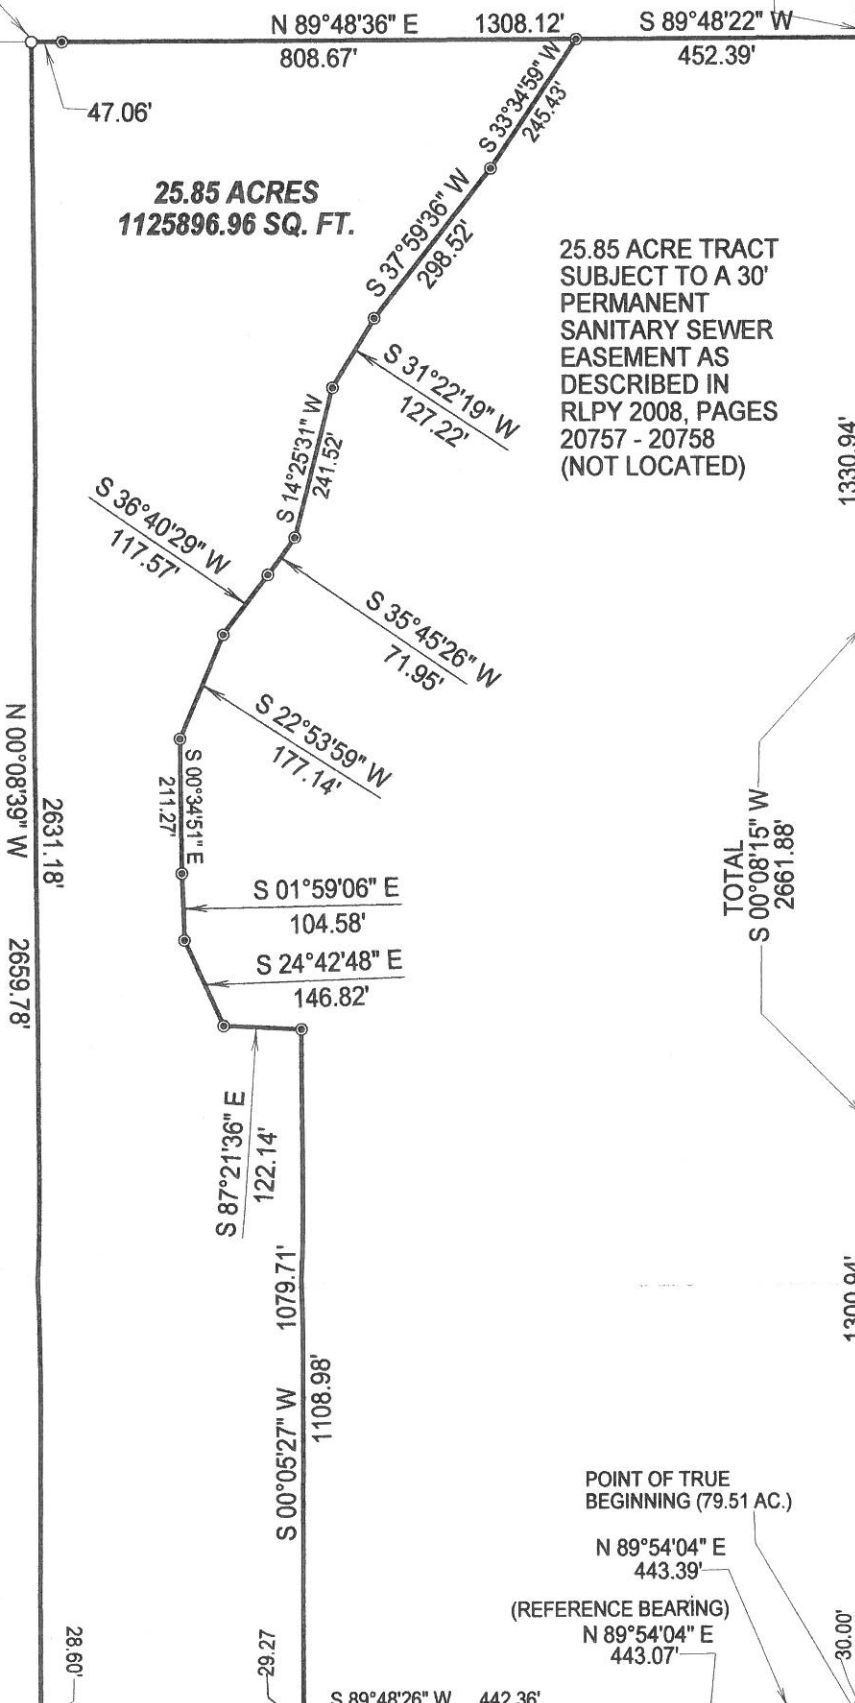 N 89°48'36" E 1308.12'
S 89°48'22" W
808.67'
452.39'
47.06'
S 33°34'59" W
245.43'
25.85 ACRES
1125896.96 SQ. FT.
S 37°59'36" W
298.52'
25.85 ACRE TRACT
SUBJECT TO A 30'
PERMANENT
SANITARY SEWER
EASEMENT AS
DESCRIBED IN
RLPY 2008, PAGES
20757 - 20758
(NOT LOCATED)
S 31°22'19" W
127.22'
S 14°25'31" W
241.52'
1330.94'
S 36°40'29" W
117.57'
S 35°45'26" W
71.95'
S 22°53'59" W
177.14'
N 00°08'39" W 2659.78'
2631.18'
S 00°34'51" E
211.27'
TOTAL
S 00°08'15" W
2661.88'
S 01°59'06" E
104.58'
S 24°42'48" E
146.82'
S 87°21'36" E
122.14'
S 00°05'27" W 1079.71'
1108.98'
1300.94'
POINT OF TRUE
BEGINNING (79.51 AC.)
N 89°54'04" E
443.39'
(REFERENCE BEARING)
N 89°54'04" E
443.07'
28.60'
29.27
30.00'
S 89°48'26" W 442.36'